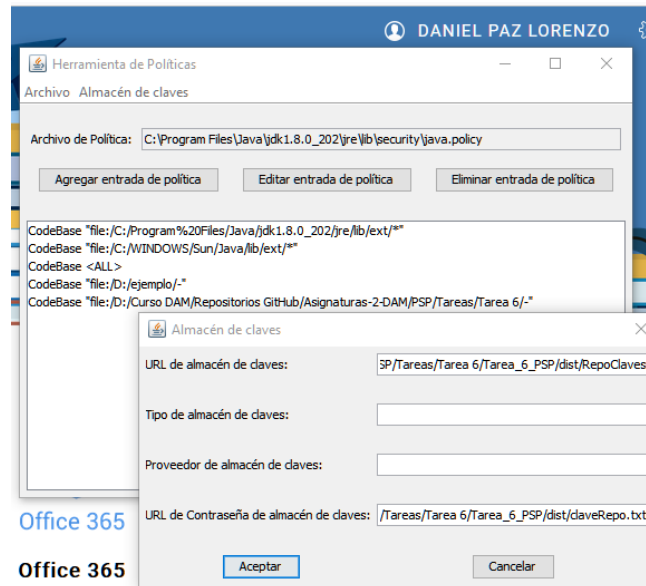 DANIEL PAZ LORENZO
Herramienta de Políticas
Archivo Almacén de claves
Archivo de Política: C:\Program Files\Java\jdk1.8.0_202\jre\lib\security\java.policy
Agregar entrada de política Editar entrada de política Eliminar entrada de política
CodeBase "file:/C:/Program%20Files/Java/jdk1.8.0_202/jre/lib/ext/*"
CodeBase "file:/C:/WINDOWS/Sun/Java/lib/ext/*"
CodeBase <ALL>
CodeBase "file:/D:/ejemplo/-"
CodeBase "file:/D:/Curso DAM/Repositorios GitHub/Asignaturas-2-DAM/PSP/Tareas/Tarea 6/-"
Almacén de claves
URL de almacén de claves: SP/Tareas/Tarea 6/Tarea_6_PSP/dist/RepoClaves
Tipo de almacén de claves:
Proveedor de almacén de claves:
URL de Contraseña de almacén de claves: /Tareas/Tarea 6/Tarea_6_PSP/dist/claveRepo.txt
Aceptar Cancelar
Office 365
Office 365